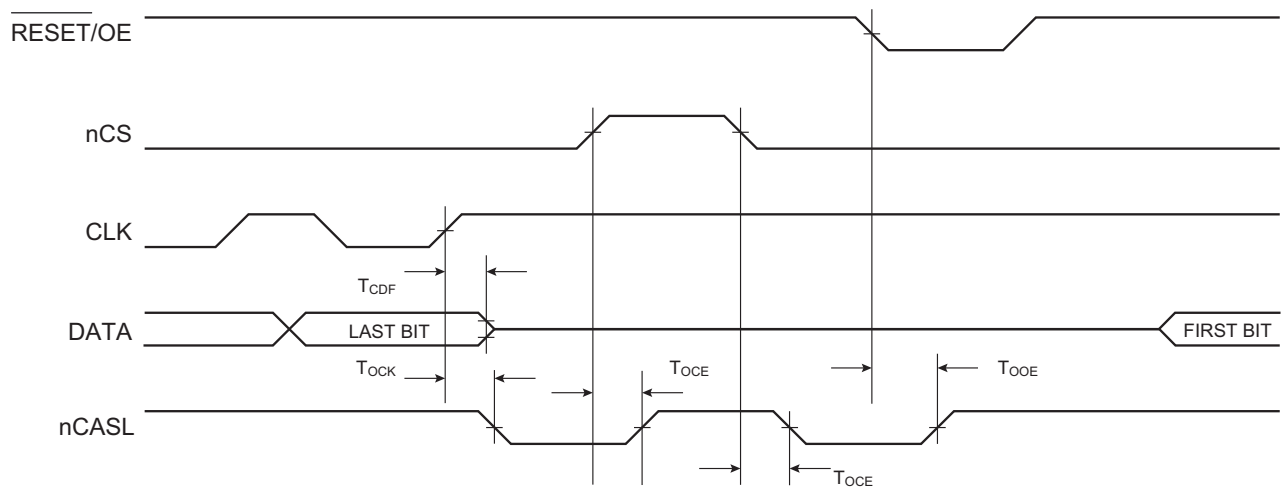 RESET/OE
nCS
CLK
TCDF
DATA
LAST BIT
FIRST BIT
TOCK
TOCE
TOOE
nCASL
TOCE